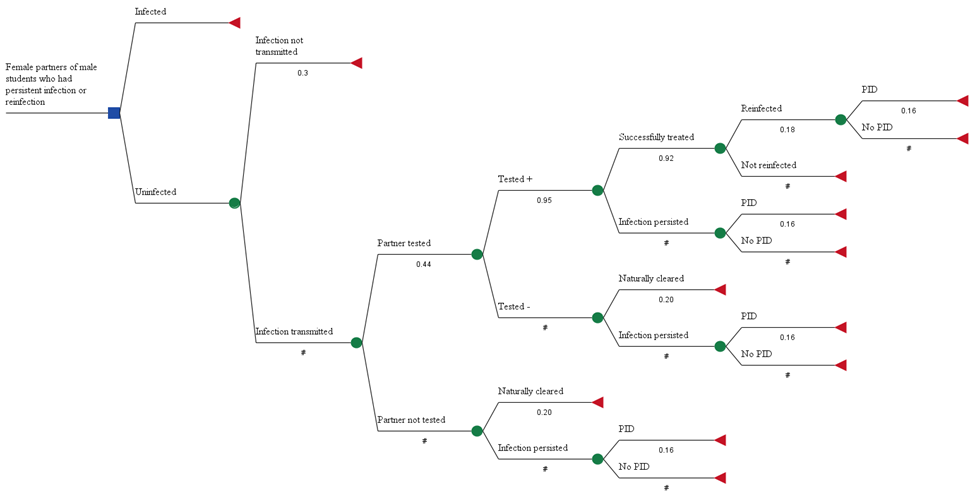 Infected
Infection not
transmitted
0.3
Female partners of male
students who had
persistent infection or
reinfection
Uninfected
Infection transmitted
#
Partner tested
0.44
Tested +
0.95
Successfully treated
0.92
Reinfected
0.18
PID
0.16
No PID
#
Not reinfected
#
Infection persisted
#
PID
0.16
No PID
#
Tested -
#
Naturally cleared
0.20
Infection persisted
#
PID
0.16
No PID
#
Partner not tested
#
Naturally cleared
0.20
Infection persisted
#
PID
0.16
No PID
#